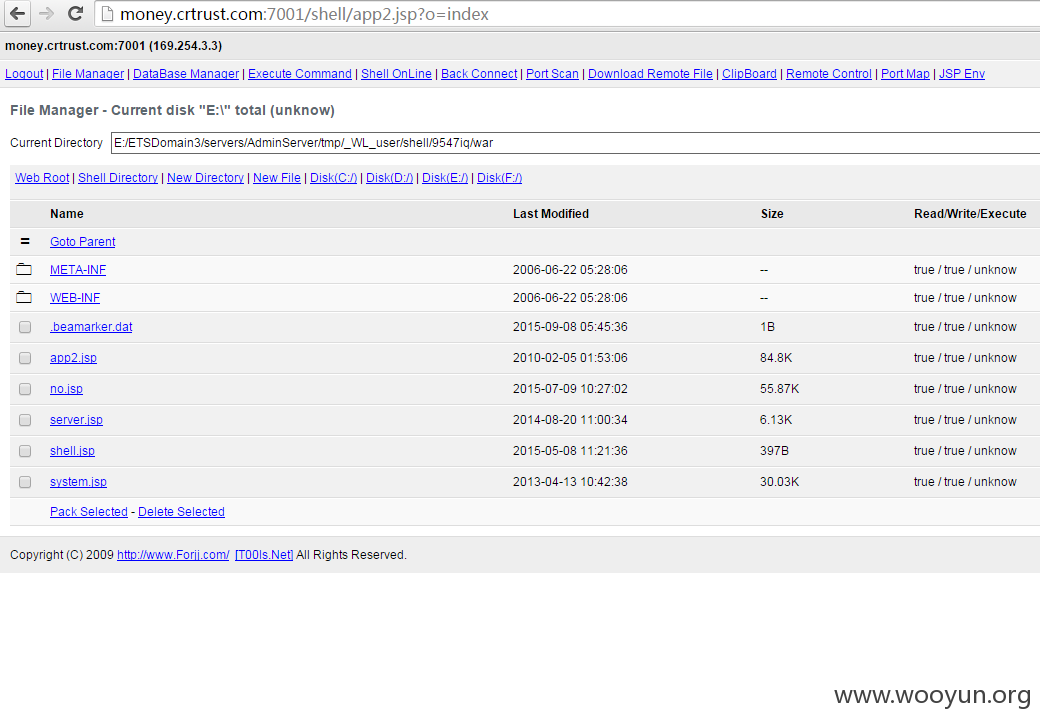 money.crtrust.com:7001/shell/app2.jsp?o=index
money.crtrust.com:7001 (169.254.3.3)
Logout | File Manager | DataBase Manager | Execute Command | Shell OnLine | Back Connect | Port Scan | Download Remote File | ClipBoard | Remote Control | Port Map | JSP Env
File Manager - Current disk "E:\" total (unknow)
Current Directory E:/ETSDomain3/servers/AdminServer/tmp/_WL_user/shell/9547iq/war
Web Root | Shell Directory | New Directory | New File | Disk(C:/) | Disk(D:/) | Disk(E:/) | Disk(F:/)
Name Last Modified Size Read/Write/Execute
= Goto Parent
META-INF 2006-06-22 05:28:06 -- true / true / unknow
WEB-INF 2006-06-22 05:28:06 -- true / true / unknow
.beamarker.dat 2015-09-08 05:45:36 1B true / true / unknow
app2.jsp 2010-02-05 01:53:06 84.8K true / true / unknow
no.jsp 2015-07-09 10:27:02 55.87K true / true / unknow
server.jsp 2014-08-20 11:00:34 6.13K true / true / unknow
shell.jsp 2015-05-08 11:21:36 397B true / true / unknow
system.jsp 2013-04-13 10:42:38 30.03K true / true / unknow
Pack Selected - Delete Selected
Copyright (C) 2009 http://www.Forjj.com/ [T00ls.Net] All Rights Reserved.
www.wooyun.org